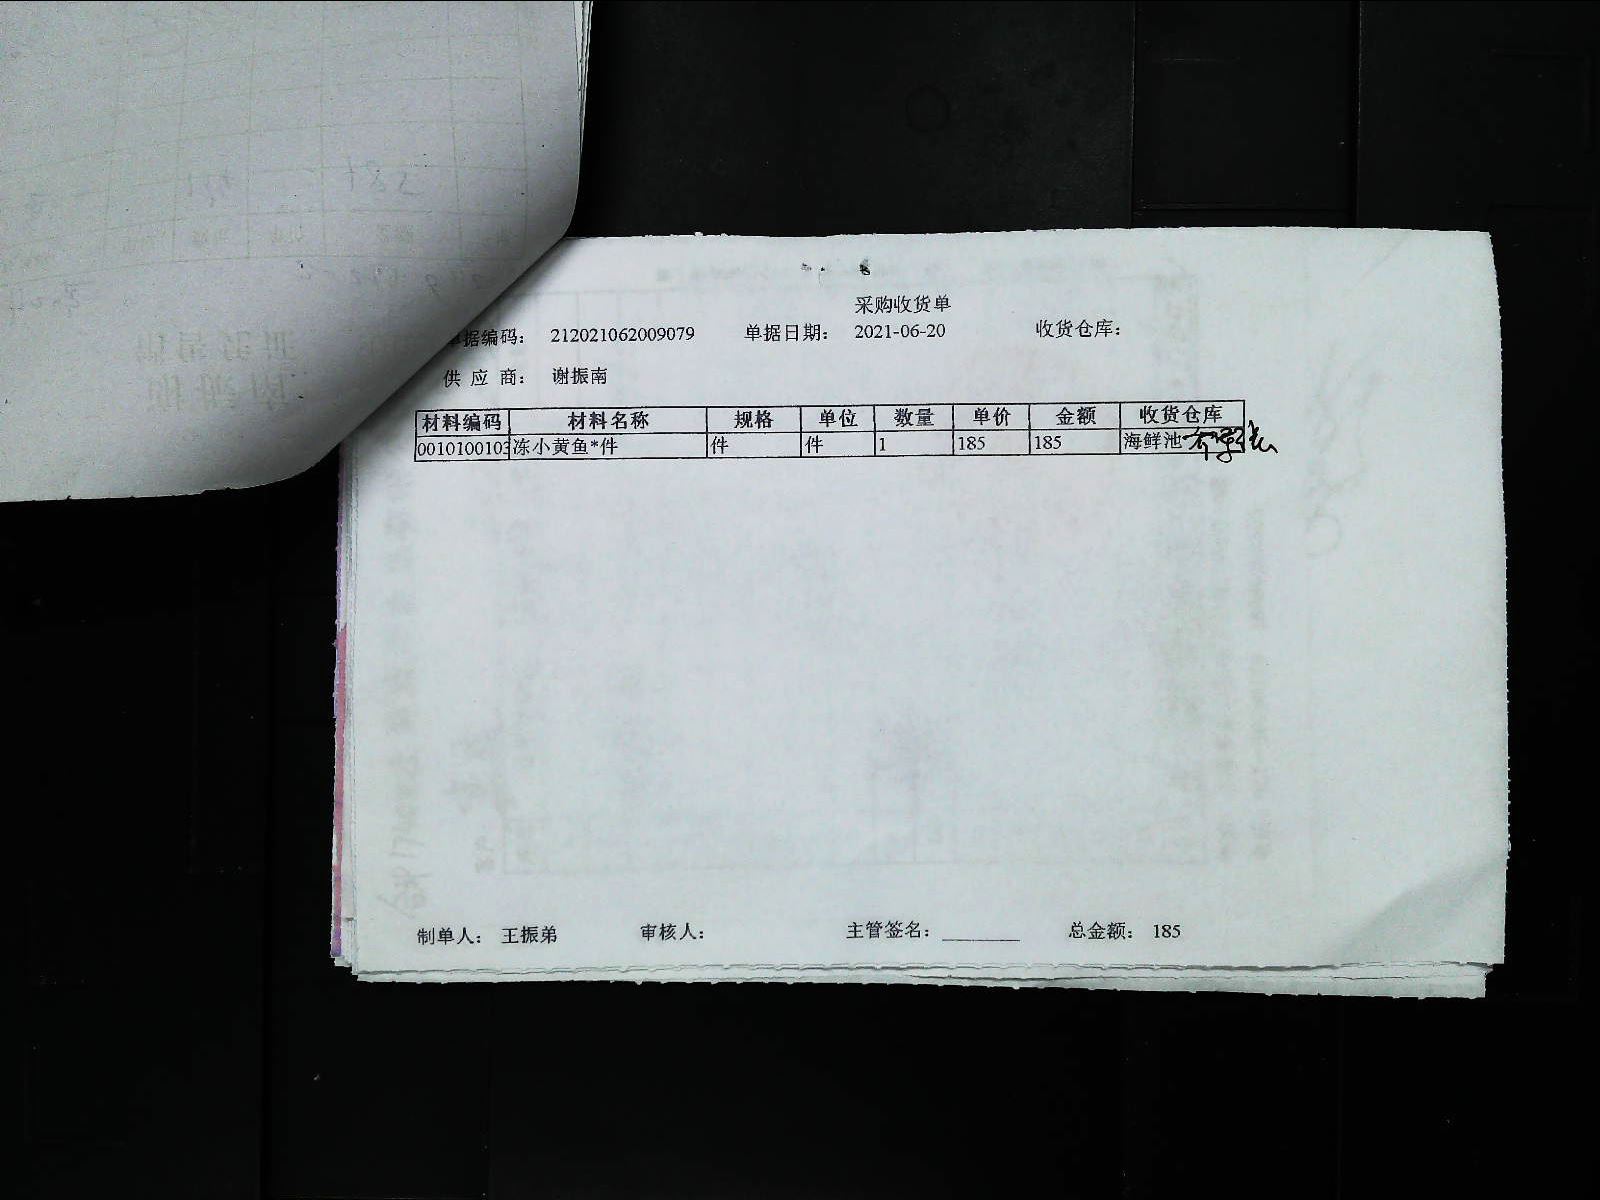 采购收货单
单据编码： 212021062009079 单据日期： 2021-06-20 收货仓库：
供 应 商： 谢振南
材料编码 材料名称 规格 单位 数量 单价 金额 收货仓库
0010100103 冻小黄鱼*件 件 件 1 185 185 海鲜池
制单人： 王振弟 审核人： 主管签名： 总金额： 185